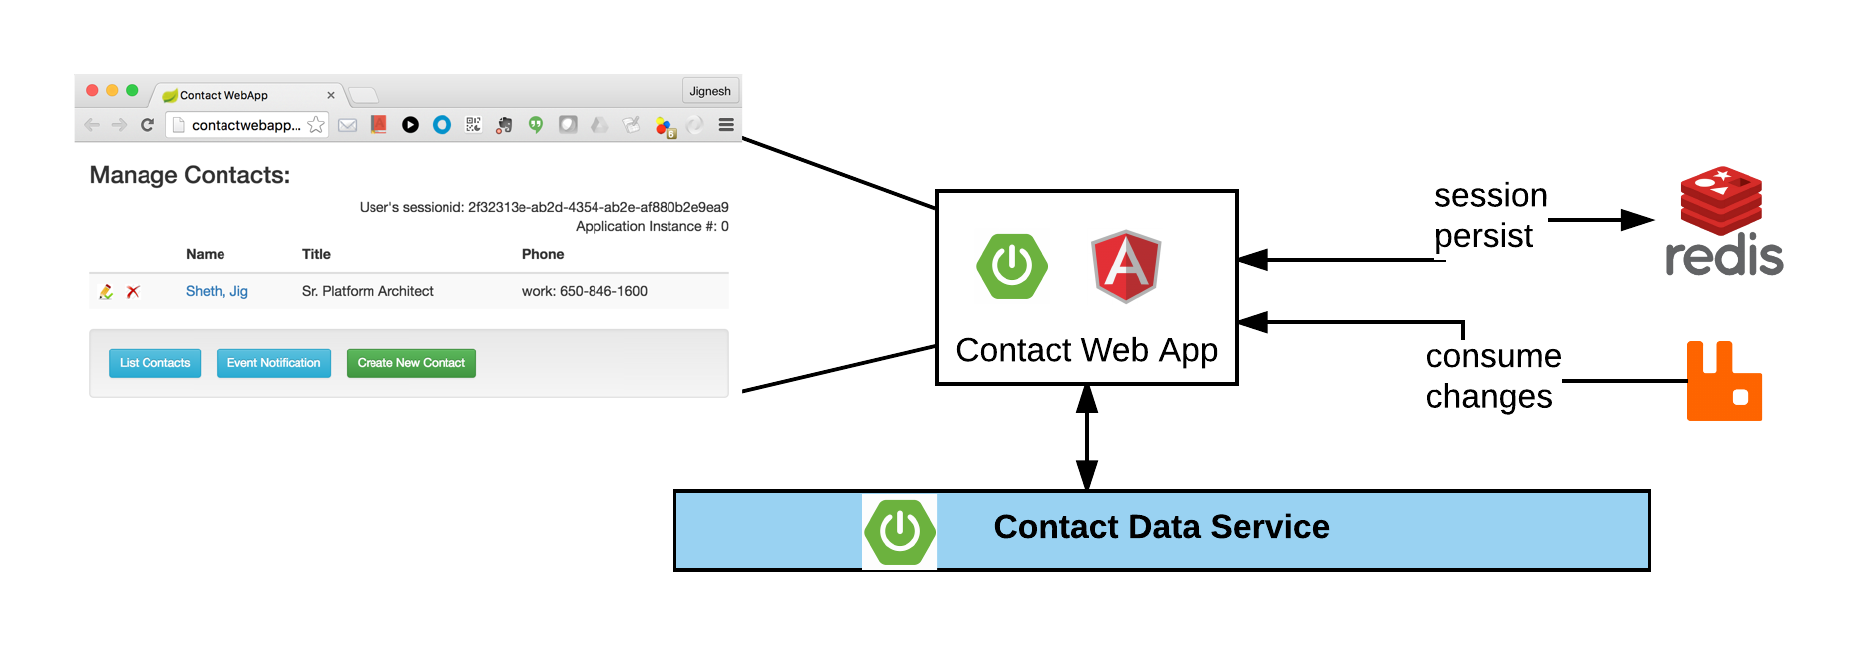 Contact WebApp
Jignesh
contactwebapp...
6
Manage Contacts:
User's sessionid: 2f32313e-ab2d-4354-ab2e-af880b2e9ea9
Application Instance #: 0
Name Title Phone
Sheth, Jig Sr. Platform Architect work: 650-846-1600
List Contacts Event Notification Create New Contact
Contact Web App
session
persist
redis
consume
changes
Contact Data Service